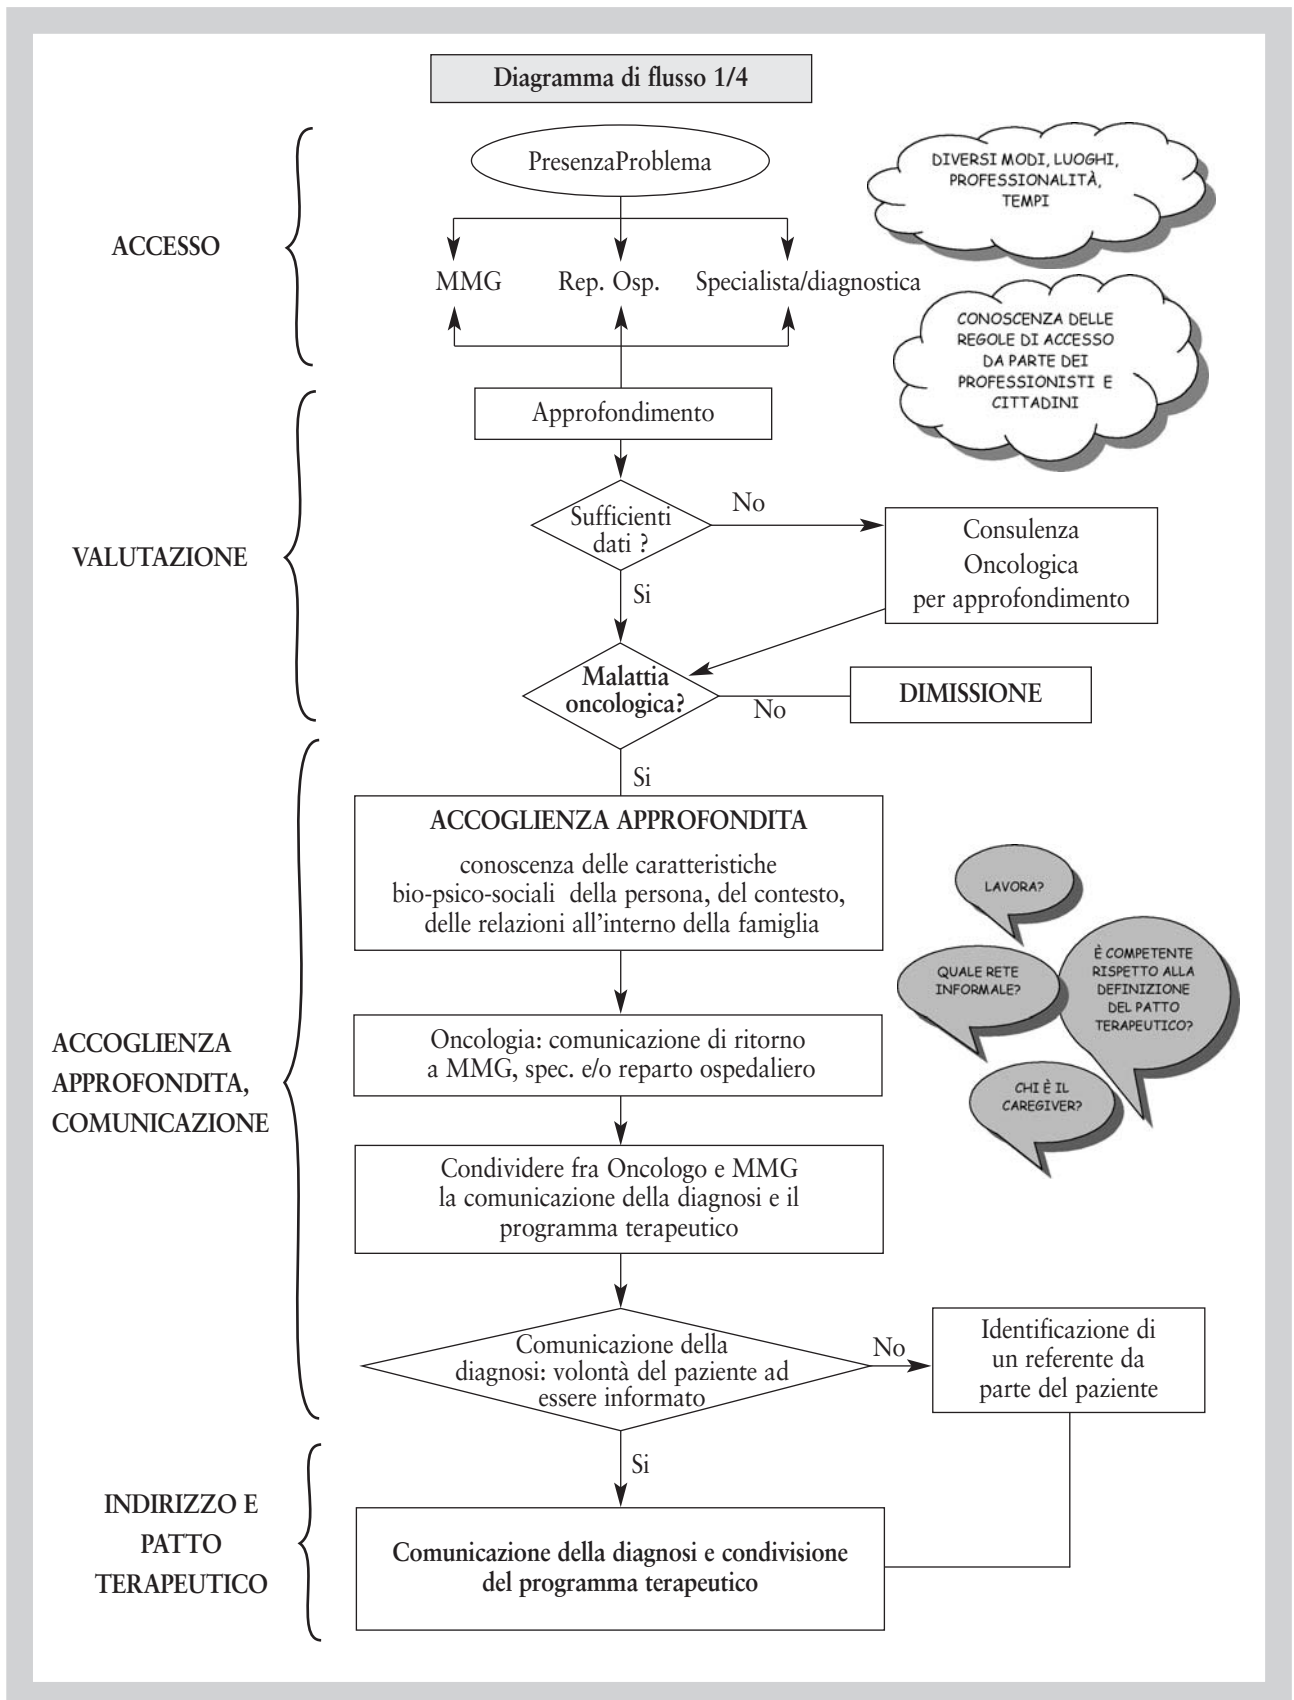 Diagramma di flusso 1/4
PresenzaProblema
DIVERSI MODI, LUOGHI,
PROFESSIONALITÀ,
TEMPI
ACCESSO
MMG
Rep. Osp.
Specialista/diagnostica
CONOSCENZA DELLE
REGOLE DI ACCESSO
DA PARTE DEI
PROFESSIONISTI E
CITTADINI
Approfondimento
VALUTAZIONE
Sufficienti
dati ?
No
Consulenza
Oncologica
per approfondimento
Si
Malattia
oncologica?
No
DIMISSIONE
Si
ACCOGLIENZA APPROFONDITA
conoscenza delle caratteristiche
bio-psico-sociali della persona, del contesto,
delle relazioni all'interno della famiglia
LAVORA?
QUALE RETE
INFORMALE?
È COMPETENTE
RISPETTO ALLA
DEFINIZIONE
DEL PATTO
TERAPEUTICO?
CHI È IL
CAREGIVER?
ACCOGLIENZA
APPROFONDITA,
COMUNICAZIONE
Oncologia: comunicazione di ritorno
a MMG, spec. e/o reparto ospedaliero
Condividere fra Oncologo e MMG
la comunicazione della diagnosi e il
programma terapeutico
Comunicazione della
diagnosi: volontà del paziente ad
essere informato
No
Identificazione di
un referente da
parte del paziente
Si
INDIRIZZO E
PATTO
TERAPEUTICO
Comunicazione della diagnosi e condivisione
del programma terapeutico